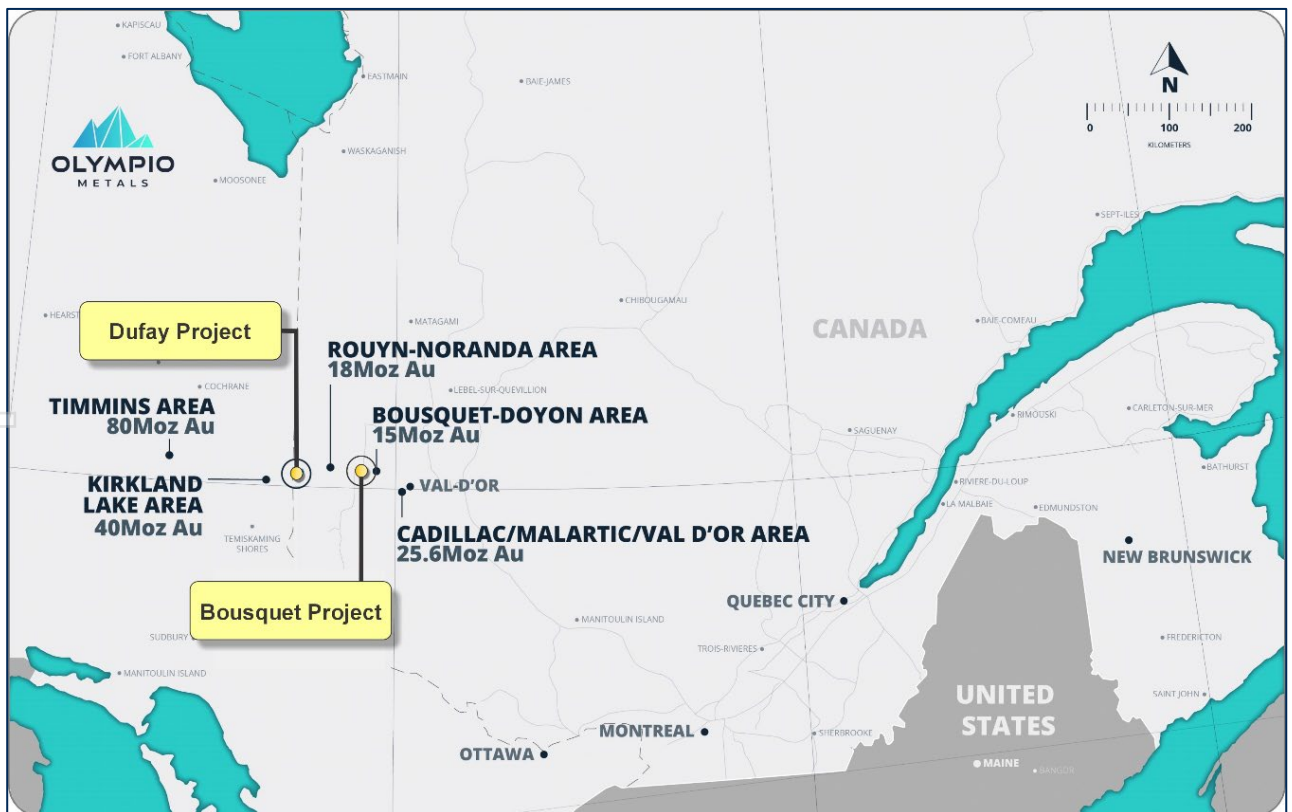 KAPISCAU
FORT ALBANY
EASTMAIN
BAIE-JAMES
N
0 100 200
KILOMETERS
OLYMPIO
METALS
WASKAGANISH
MOOSONEE
SEPT-ILES
HEARST
Dufay Project
MATAGAMI
CHIBOUGAMAU
CANADA
BAIE-COMEAU
ROUYN-NORANDA AREA
18Moz Au
COCHRANE
LEBEL-SUR-QUEVILLION
TIMMINS AREA
80Moz Au
BOUSQUET-DOYON AREA
15Moz Au
SAGUENAY
RIMOUSKI
CARLETON-SUR-MER
KIRKLAND
LAKE AREA
40Moz Au
VAL-D'OR
RIVIERE-DU-LOUP
BATHURST
LA MALBAIE
EDMUNDSTON
TEMISKAMING
SHORES
CADILLAC/MALARTIC/VAL D'OR AREA
25.6Moz Au
NEW BRUNSWICK
Bousquet Project
QUEBEC CITY
MANITOULIN ISLAND
SUDBURY
TROIS-RIVIERES
FREDERICTON
MANITOULIN ISLAND
UNITED
STATES
SAINT JOHN
OTTAWA
MONTREAL
SHERBROOKE
MAINE
BANGOR